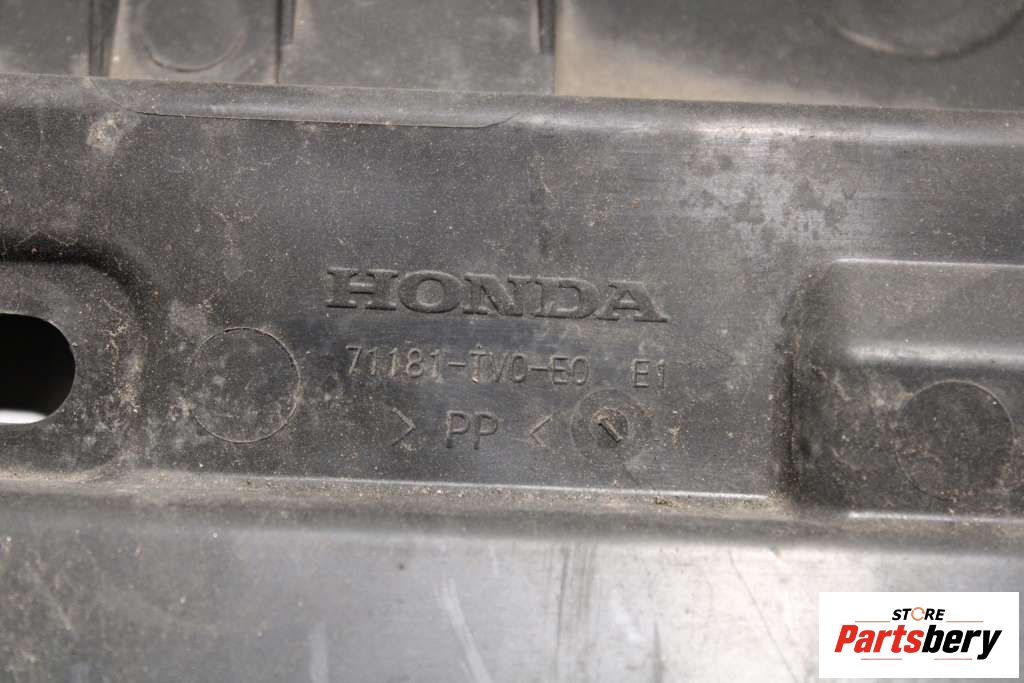 HONDA
71181-TV0-E0 E1
> PP <
STORE
Partsbery